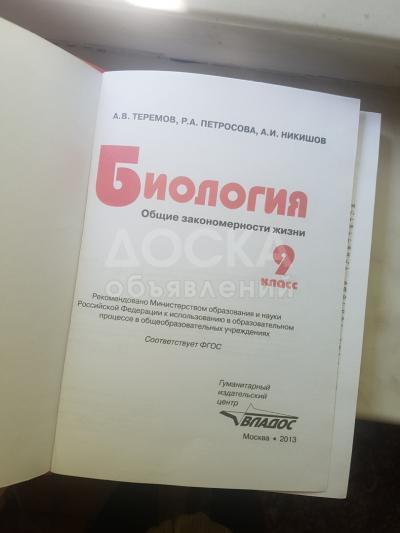 А.В. ТЕРЕМОВ, Р.А. ПЕТРОСОВА, А.И. НИКИШОВ
БИОЛОГИЯ
Общие закономерности жизни
9
класс
ДОСКА
объявлений
Рекомендовано Министерством образования и науки
Российской Федерации к использованию в образовательном
процессе в общеобразовательных учреждениях
Соответствует ФГОС
Гуманитарный
издательский
центр
ВЛАДОС
Москва • 2013